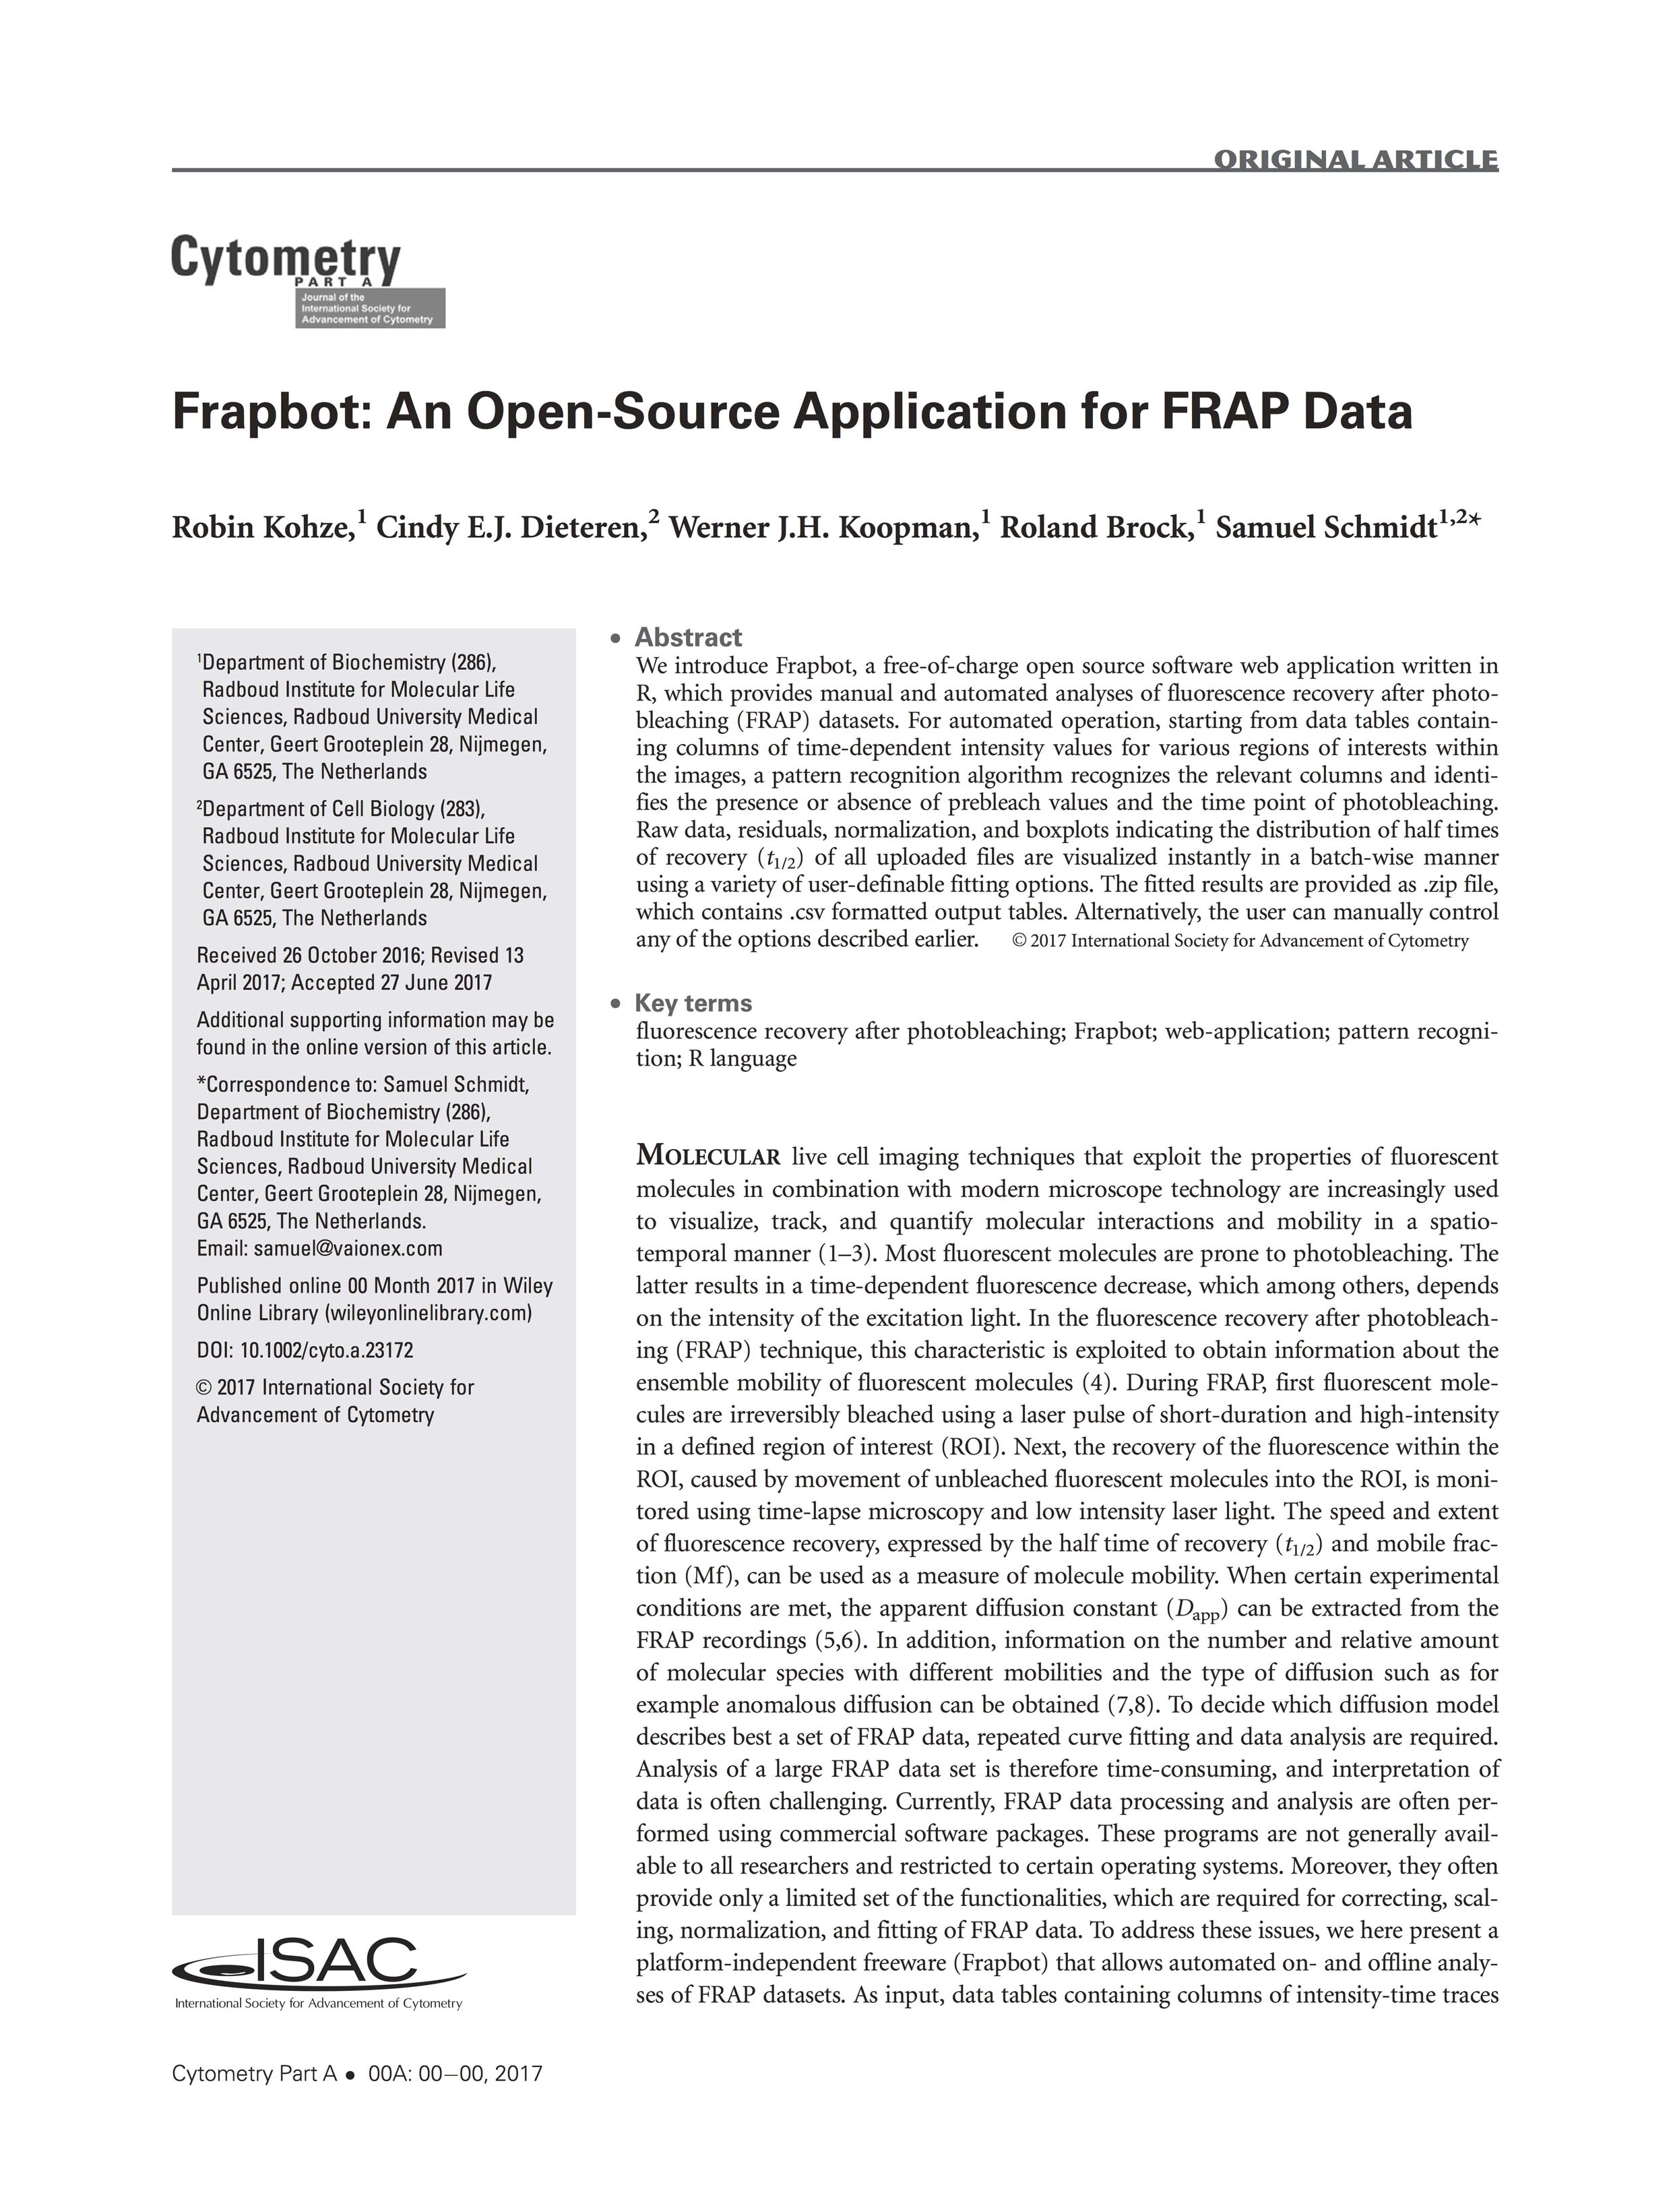 ORIGINAL ARTICLE
Cytometry
PART A
Journal of the
International Society for
Advancement of Cytometry
Frapbot: An Open-Source Application for FRAP Data
Robin Kohze,1 Cindy E.J. Dieteren,2 Werner J.H. Koopman,1 Roland Brock,1 Samuel Schmidt1,2*
1Department of Biochemistry (286),
Radboud Institute for Molecular Life
Sciences, Radboud University Medical
Center, Geert Grooteplein 28, Nijmegen,
GA 6525, The Netherlands
2Department of Cell Biology (283),
Radboud Institute for Molecular Life
Sciences, Radboud University Medical
Center, Geert Grooteplein 28, Nijmegen,
GA 6525, The Netherlands
Received 26 October 2016; Revised 13
April 2017; Accepted 27 June 2017
Additional supporting information may be
found in the online version of this article.
*Correspondence to: Samuel Schmidt,
Department of Biochemistry (286),
Radboud Institute for Molecular Life
Sciences, Radboud University Medical
Center, Geert Grooteplein 28, Nijmegen,
GA 6525, The Netherlands.
Email: samuel@vaionex.com
Published online 00 Month 2017 in Wiley
Online Library (wileyonlinelibrary.com)
DOI: 10.1002/cyto.a.23172
© 2017 International Society for
Advancement of Cytometry
• Abstract
We introduce Frapbot, a free-of-charge open source software web application written in
R, which provides manual and automated analyses of fluorescence recovery after photo-
bleaching (FRAP) datasets. For automated operation, starting from data tables contain-
ing columns of time-dependent intensity values for various regions of interests within
the images, a pattern recognition algorithm recognizes the relevant columns and identi-
fies the presence or absence of prebleach values and the time point of photobleaching.
Raw data, residuals, normalization, and boxplots indicating the distribution of half times
of recovery (t1/2) of all uploaded files are visualized instantly in a batch-wise manner
using a variety of user-definable fitting options. The fitted results are provided as .zip file,
which contains .csv formatted output tables. Alternatively, the user can manually control
any of the options described earlier. © 2017 International Society for Advancement of Cytometry
• Key terms
fluorescence recovery after photobleaching; Frapbot; web-application; pattern recogni-
tion; R language
MOLECULAR live cell imaging techniques that exploit the properties of fluorescent
molecules in combination with modern microscope technology are increasingly used
to visualize, track, and quantify molecular interactions and mobility in a spatio-
temporal manner (1–3). Most fluorescent molecules are prone to photobleaching. The
latter results in a time-dependent fluorescence decrease, which among others, depends
on the intensity of the excitation light. In the fluorescence recovery after photobleach-
ing (FRAP) technique, this characteristic is exploited to obtain information about the
ensemble mobility of fluorescent molecules (4). During FRAP, first fluorescent mole-
cules are irreversibly bleached using a laser pulse of short-duration and high-intensity
in a defined region of interest (ROI). Next, the recovery of the fluorescence within the
ROI, caused by movement of unbleached fluorescent molecules into the ROI, is moni-
tored using time-lapse microscopy and low intensity laser light. The speed and extent
of fluorescence recovery, expressed by the half time of recovery (t1/2) and mobile frac-
tion (Mf), can be used as a measure of molecule mobility. When certain experimental
conditions are met, the apparent diffusion constant (Dapp) can be extracted from the
FRAP recordings (5,6). In addition, information on the number and relative amount
of molecular species with different mobilities and the type of diffusion such as for
example anomalous diffusion can be obtained (7,8). To decide which diffusion model
describes best a set of FRAP data, repeated curve fitting and data analysis are required.
Analysis of a large FRAP data set is therefore time-consuming, and interpretation of
data is often challenging. Currently, FRAP data processing and analysis are often per-
formed using commercial software packages. These programs are not generally avail-
able to all researchers and restricted to certain operating systems. Moreover, they often
provide only a limited set of the functionalities, which are required for correcting, scal-
ing, normalization, and fitting of FRAP data. To address these issues, we here present a
platform-independent freeware (Frapbot) that allows automated on- and offline analy-
ses of FRAP datasets. As input, data tables containing columns of intensity-time traces
ISAC
International Society for Advancement of Cytometry
Cytometry Part A • 00A: 00–00, 2017